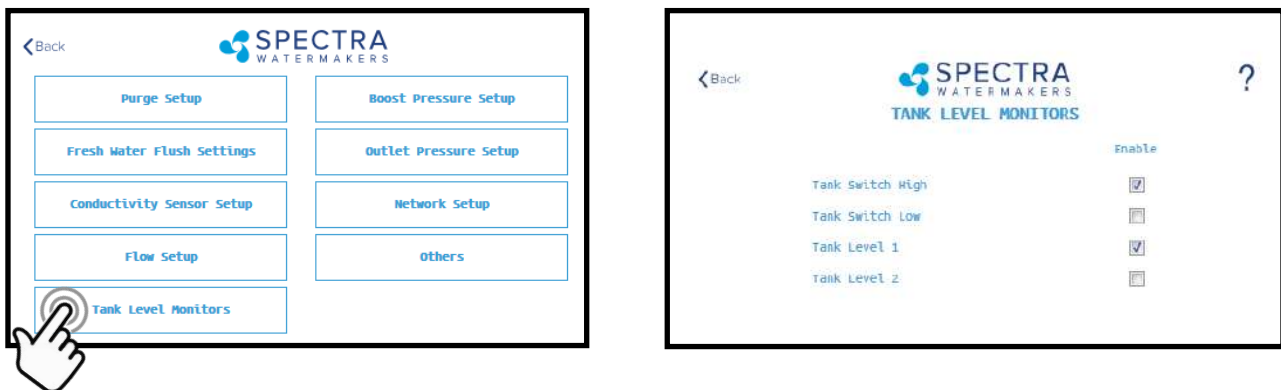 Back
SPECTRA
WATERMAKERS
Purge Setup
Boost Pressure Setup
Fresh Water Flush Settings
Outlet Pressure Setup
Conductivity Sensor Setup
Network Setup
Flow Setup
Others
Tank Level Monitors
Back
SPECTRA
WATERMAKERS
?
TANK LEVEL MONITORS
Enable
Tank Switch High
Tank Switch Low
Tank Level 1
Tank Level 2